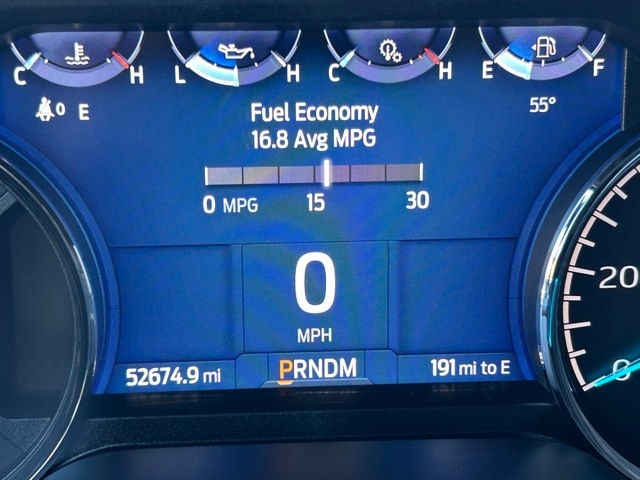 C H L H C H E F
0 E 55°
Fuel Economy
16.8 Avg MPG
0 MPG 15 30
20
0
MPH
0
52674.9 mi PRNDM 191 mi to E